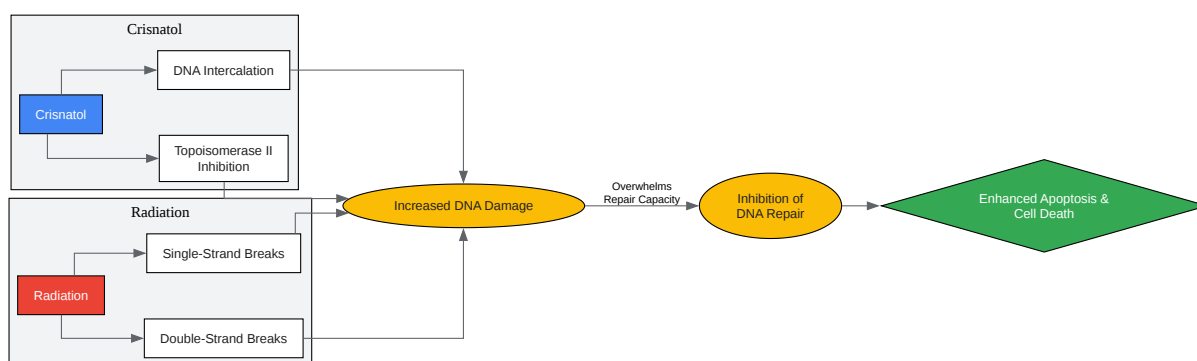 Crisnatol
DNA Intercalation
Crisnatol
Topoisomerase II
Inhibition
Radiation
Single-Strand Breaks
Radiation
Double-Strand Breaks
Increased DNA Damage
Overwhelms
Repair Capacity
Inhibition of
DNA Repair
Enhanced Apoptosis &
Cell Death